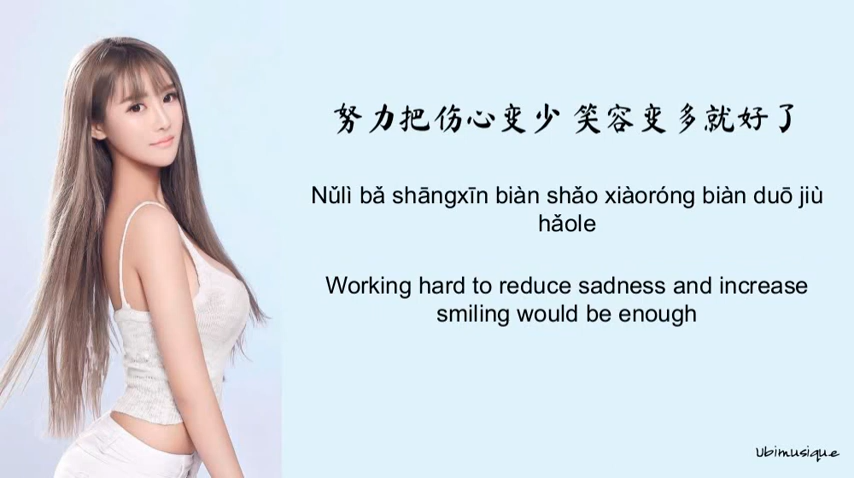 努力把伤心变少 笑容变多就好了
Nǔlì bǎ shāngxīn biàn shǎo xiàoróng biàn duō jiù
hǎole
Working hard to reduce sadness and increase
smiling would be enough
Ubimusique